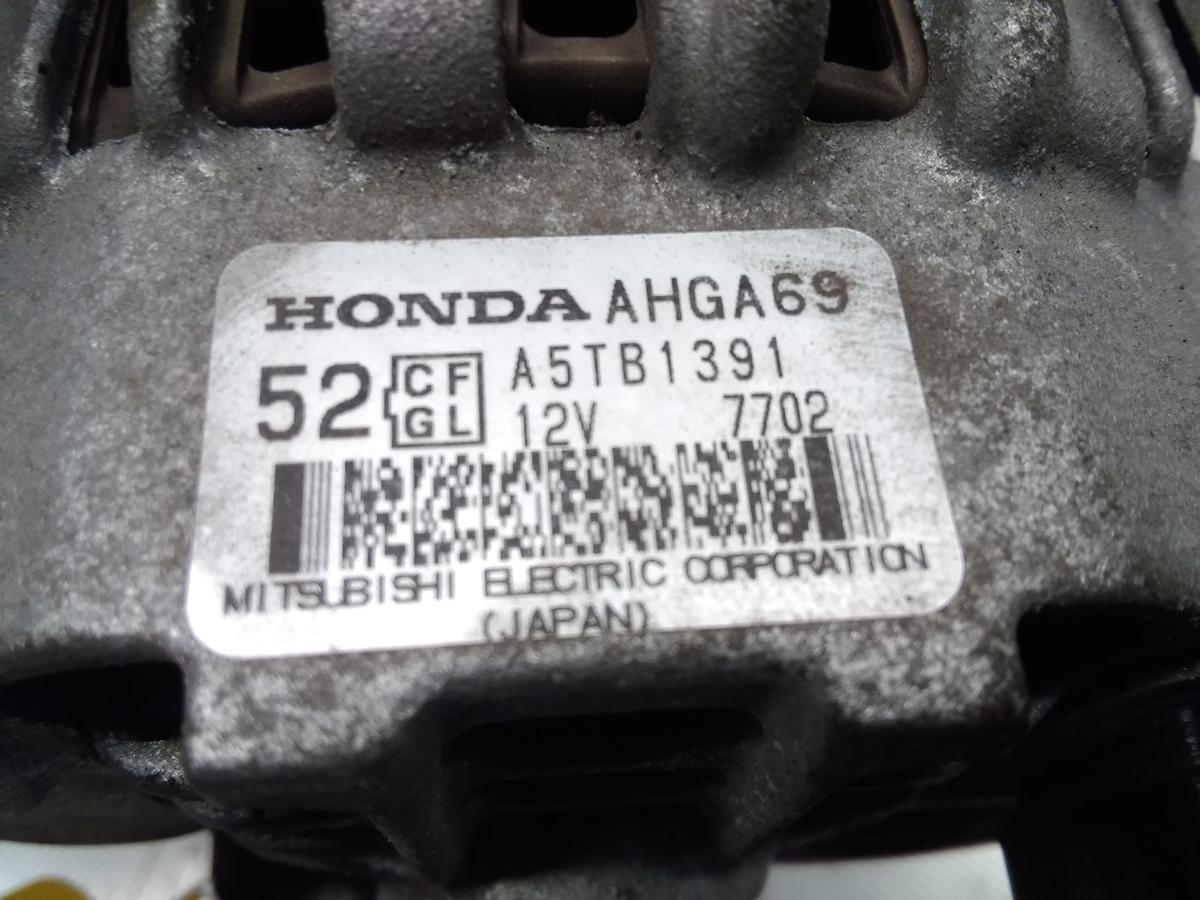 HONDA AHGA69
52 CF A5TB1391
GL 12V 7702
MITSUBISHI ELECTRIC CORPORATION
(JAPAN)